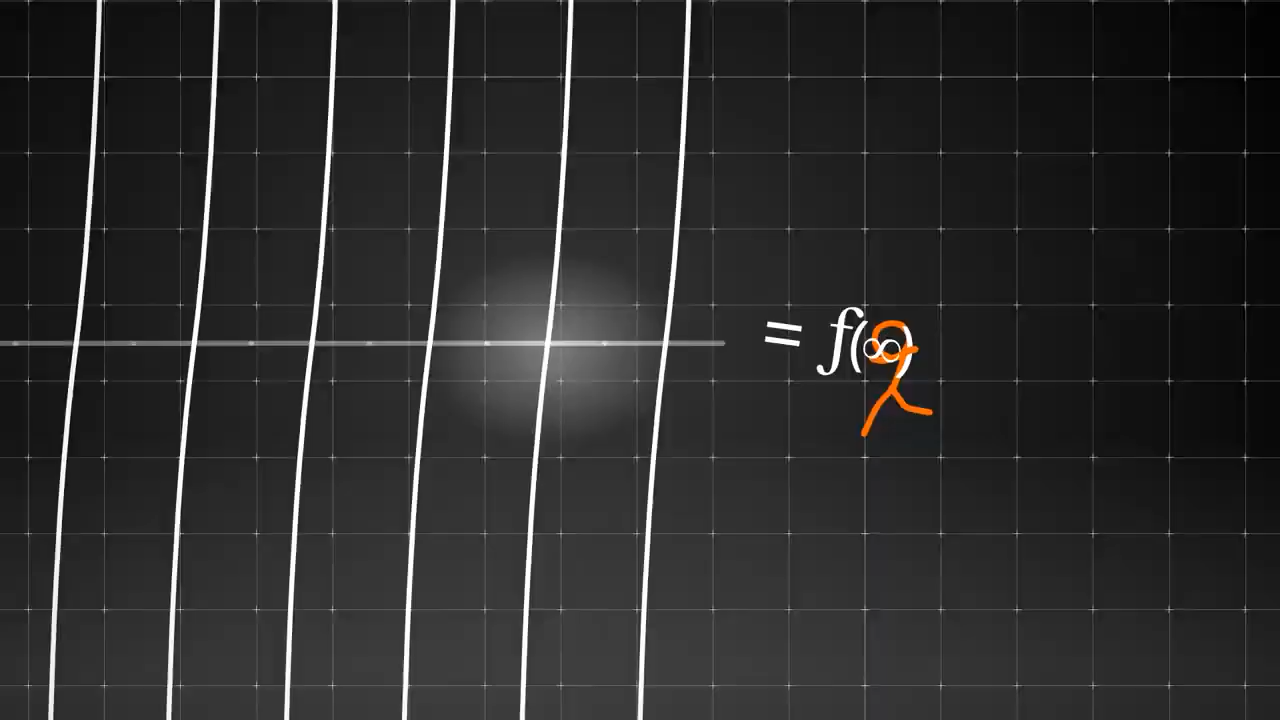 = f(∞)